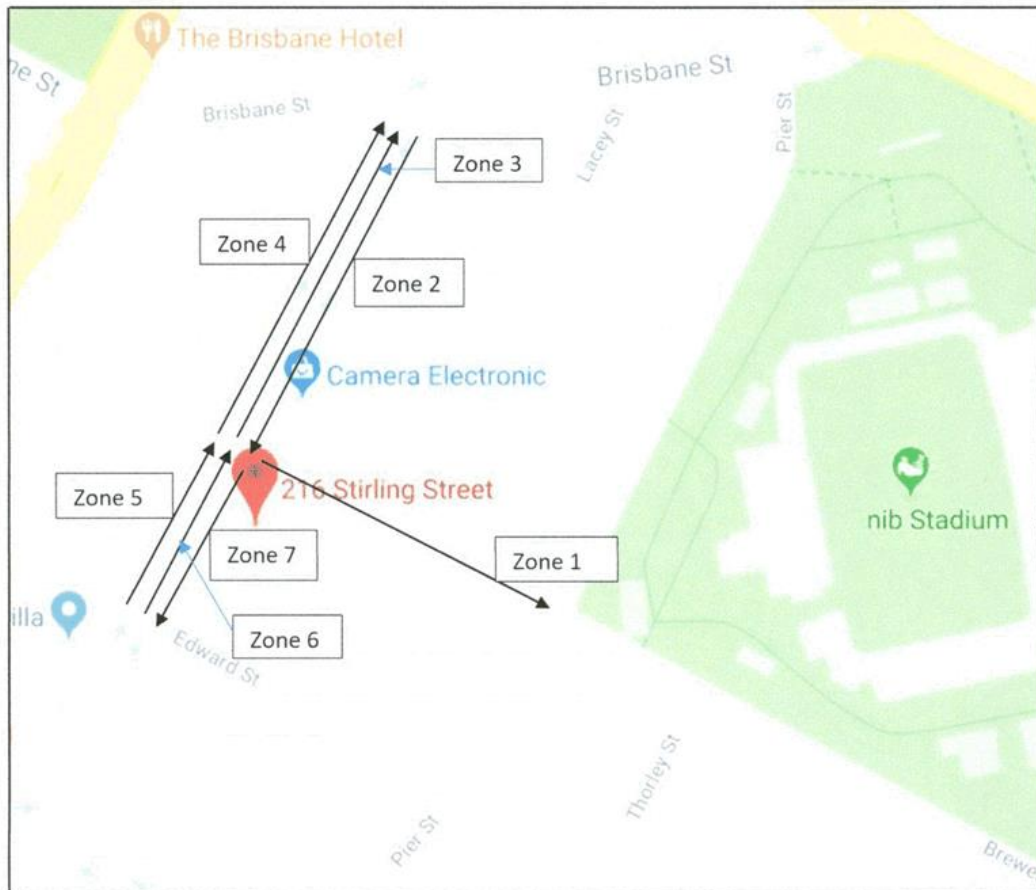 The Brisbane Hotel
ne St
Brisbane St
Brisbane St
Lacey St
Pier St
Zone 3
Zone 4
Zone 2
Camera Electronic
216 Stirling Street
Zone 5
nib Stadium
Zone 7
Zone 1
illa
Zone 6
Edward St
Thorley St
Pier St
Brewe